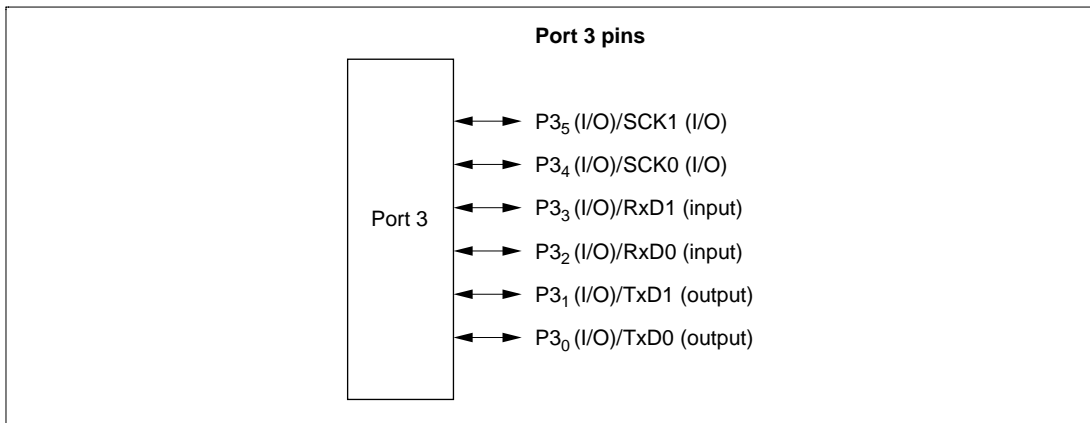 Port 3 pins
P3₅ (I/O)/SCK1 (I/O)
P3₄ (I/O)/SCK0 (I/O)
P3₃ (I/O)/RxD1 (input)
Port 3
P3₂ (I/O)/RxD0 (input)
P3₁ (I/O)/TxD1 (output)
P3₀ (I/O)/TxD0 (output)